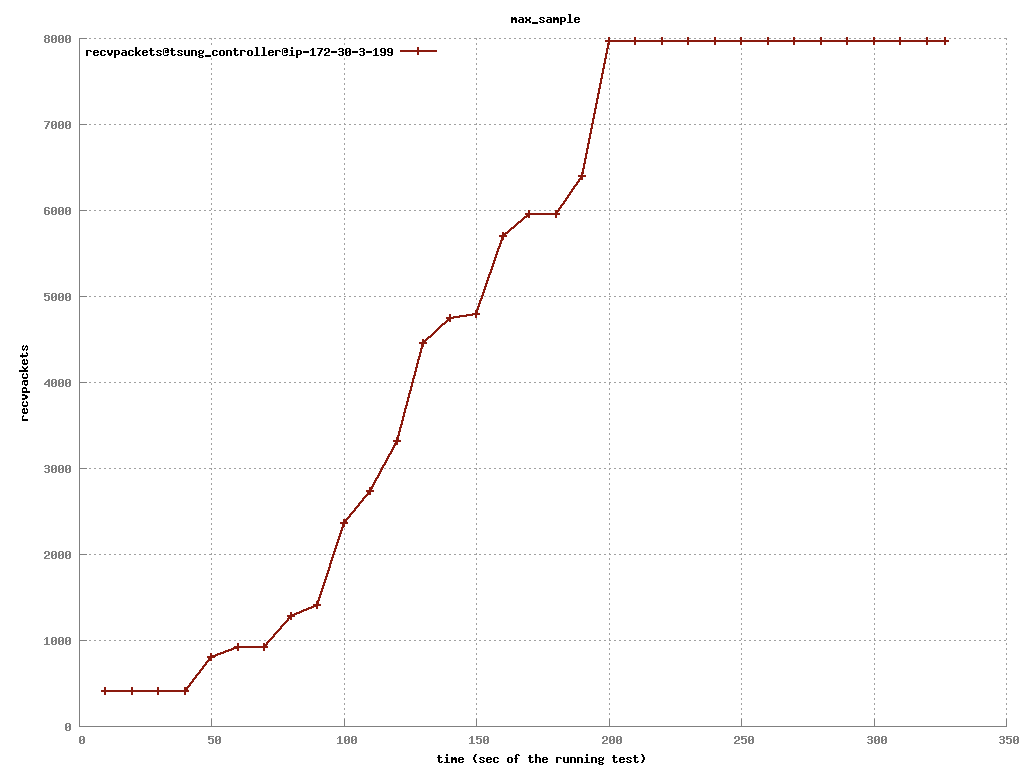 max_sample
recvpackets@tsung_controller@ip-172-30-3-199
8000
7000
6000
5000
4000
3000
2000
1000
0
recvpackets
0 50 100 150 200 250 300 350
time (sec of the running test)